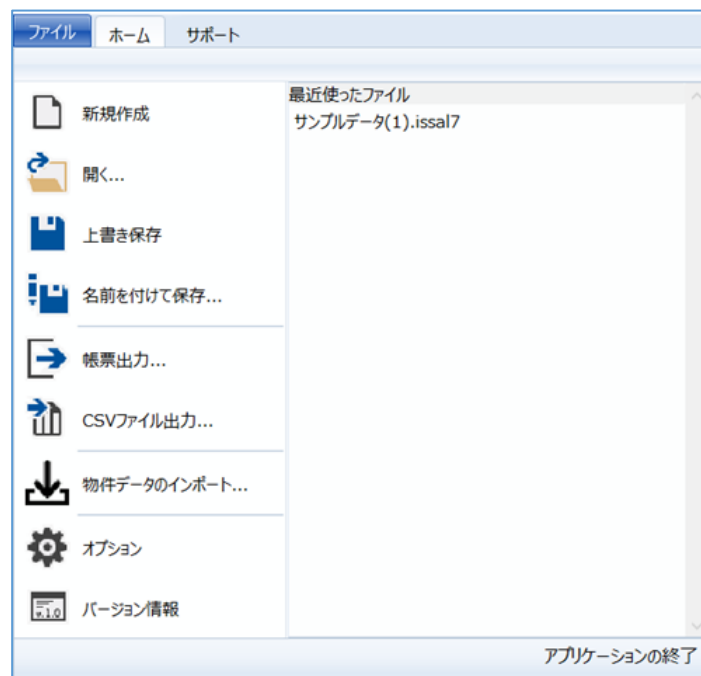 ファイル ホーム サポート
新規作成
開く...
上書き保存
名前を付けて保存...
帳票出力...
CSVファイル出力...
物件データのインポート...
オプション
v.1.0
バージョン情報
最近使ったファイル
サンプルデータ(1).issal7
アプリケーションの終了